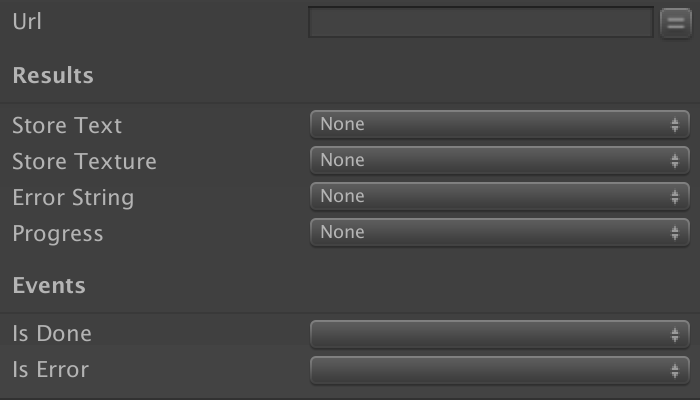 Url
Results
Store Text None
Store Texture None
Error String None
Progress None
Events
Is Done
Is Error